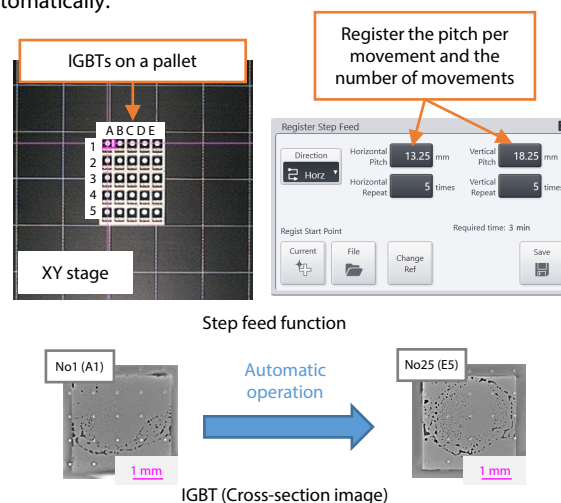 tomatically.
IGBTs on a pallet
Register the pitch per
movement and the
number of movements
A B C D E
1
2
3
4
5
XY stage
Register Step Feed
Direction
Horz
Horizontal
Pitch
13.25 mm
Vertical
Pitch
18.25 mm
Horizontal
Repeat
5 times
Vertical
Repeat
5 times
Regist Start Point
Required time: 3 min
Current
File
Change
Ref
Save
Step feed function
No1 (A1)
1 mm
Automatic
operation
No25 (E5)
1 mm
IGBT (Cross-section image)